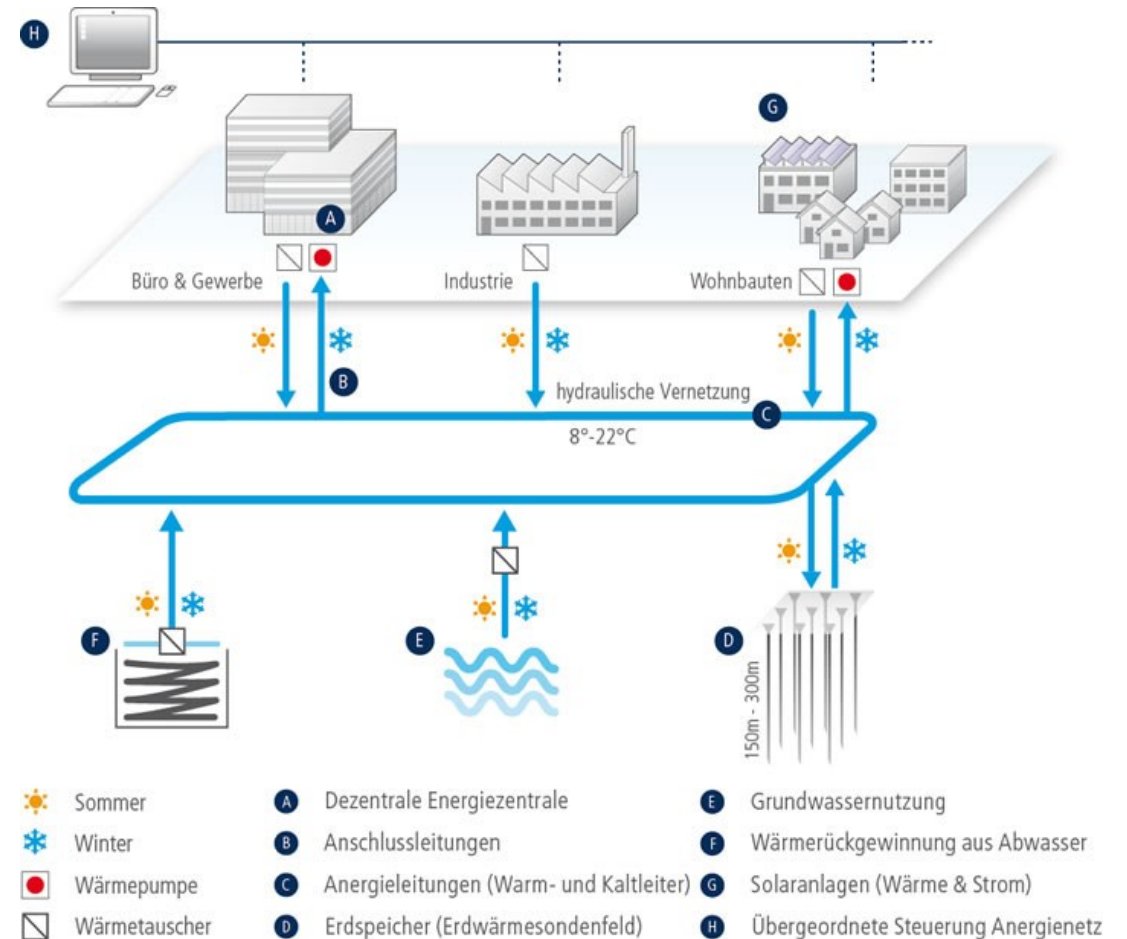 H
G
A
Büro & Gewerbe
Industrie
Wohnbauten
B
hydraulische Vernetzung
C
8°-22°C
F
E
D
150m - 300m
Sommer
A Dezentrale Energiezentrale
E Grundwassernutzung
Winter
B Anschlussleitungen
F Wärmerückgewinnung aus Abwasser
Wärmepumpe
C Anergieleitungen (Warm- und Kaltleiter)
G Solaranlagen (Wärme & Strom)
Wärmetauscher
D Erdspeicher (Erdwärmesondenfeld)
H Übergeordnete Steuerung Anergienetz